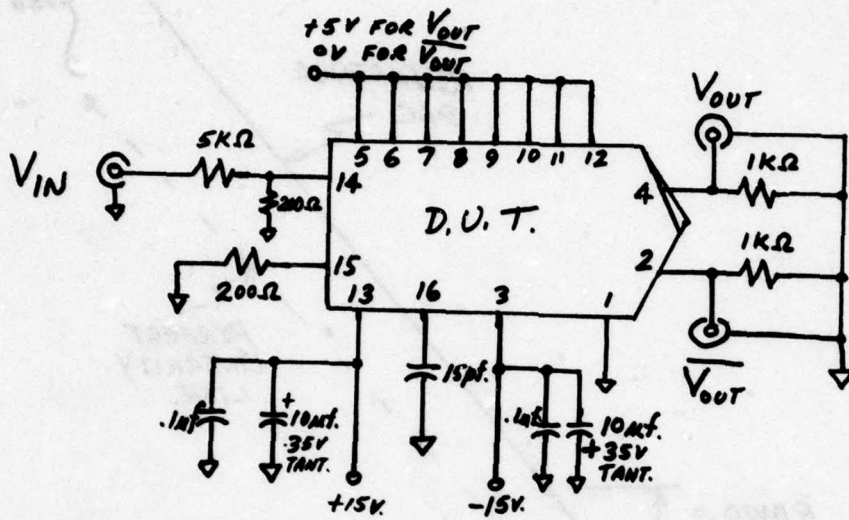 +5V FOR VOUT
0V FOR V̅O̅U̅T̅
VIN
5KΩ
200Ω
200Ω
5 6 7 8 9 10 11 12
14
15
D.U.T.
4
2
13 16 3 1
VOUT
1KΩ
1KΩ
V̅O̅U̅T̅
.1µf
+
10µf.
35V
TANT.
15pf.
.1µf.
10µf.
+35V
TANT.
+15V.
-15V.
PERFECT
LINEARITY